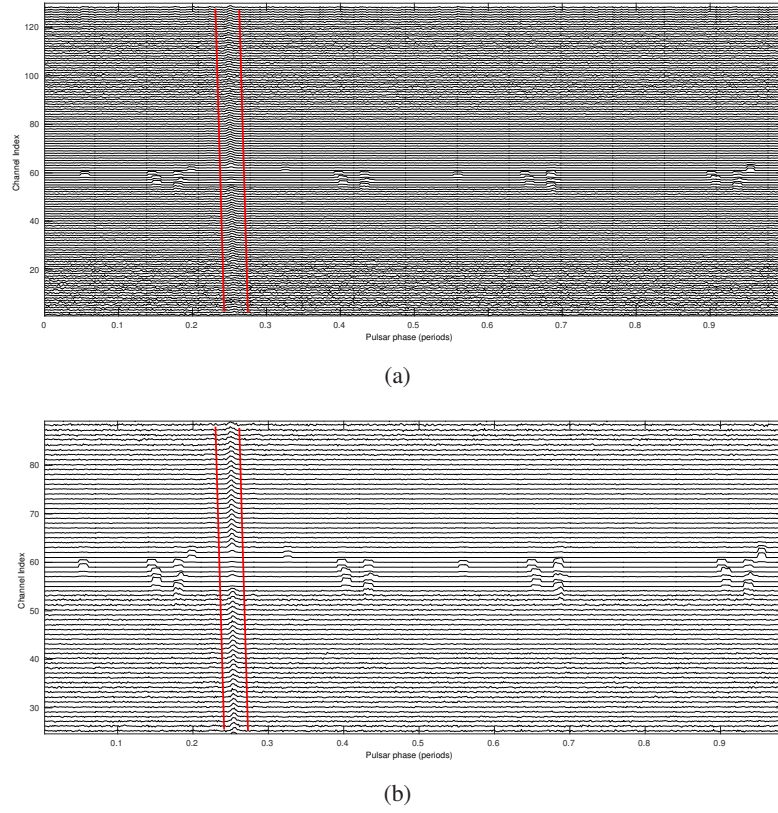 120
100
80
60
40
20
Channel Index
0 0.1 0.2 0.3 0.4 0.5 0.6 0.7 0.8 0.9
Pulsar phase (periods)
(a)
80
70
60
50
40
30
Channel Index
0.1 0.2 0.3 0.4 0.5 0.6 0.7 0.8 0.9
Pulsar phase (periods)
(b)